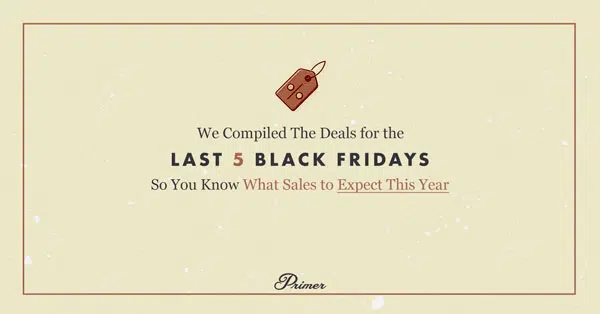 We Compiled The Deals for the
LAST 5 BLACK FRIDAYS
So You Know What Sales to Expect This Year
Primer